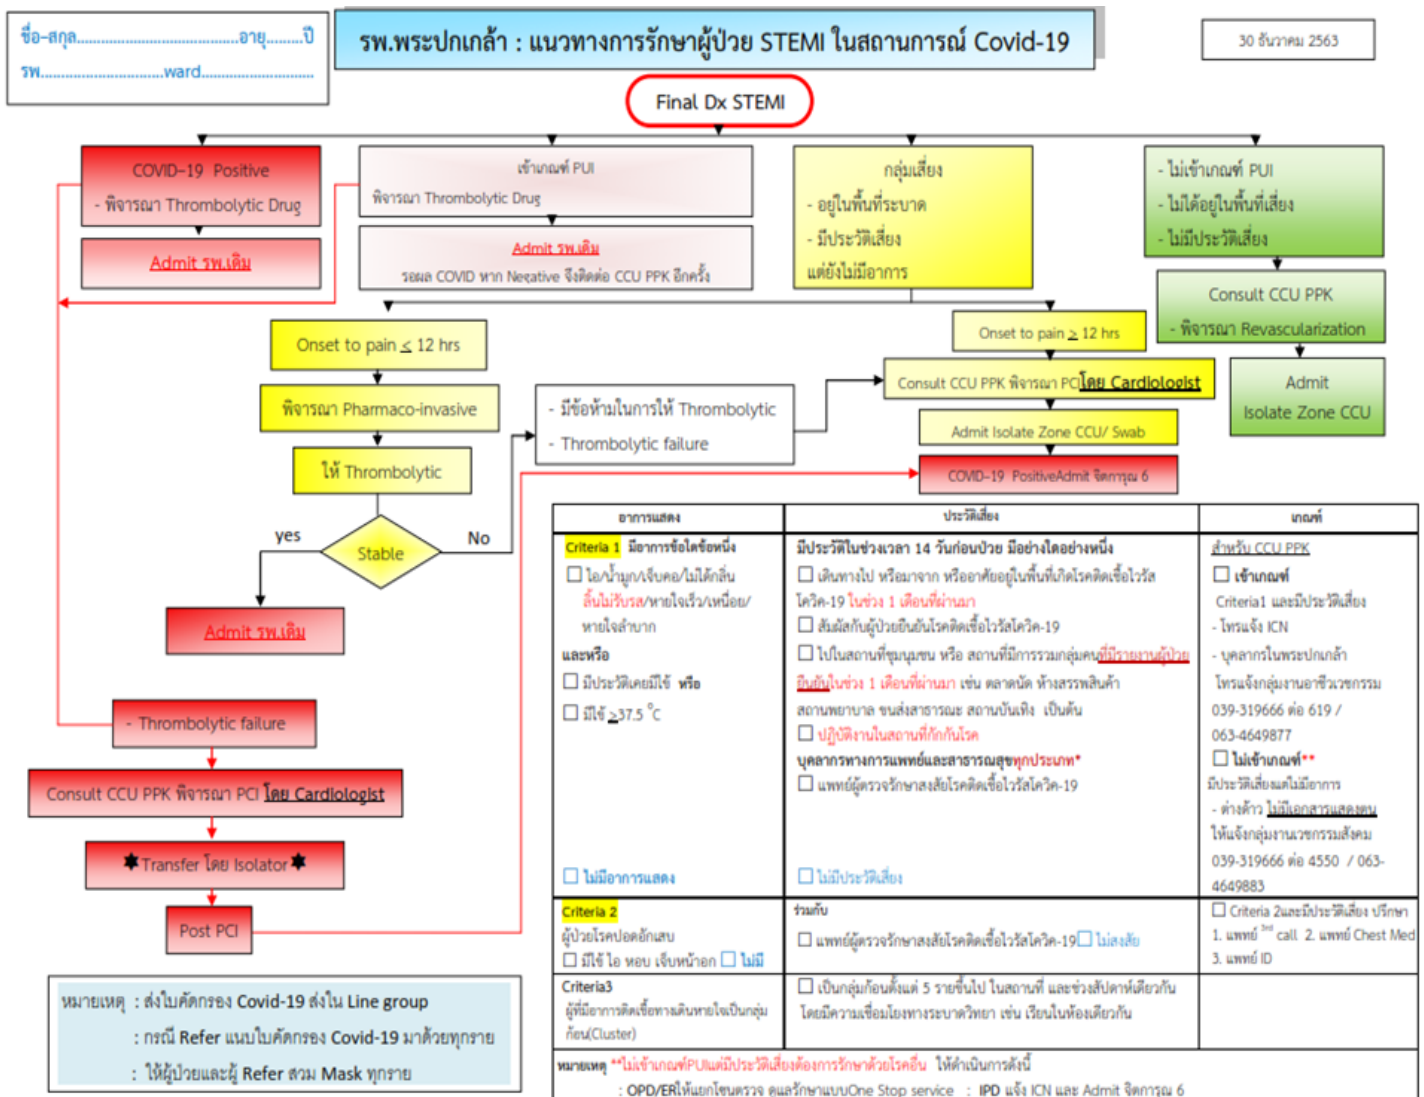 ชื่อ-สกุล..........................................อายุ.........ปี
รพ................................ward.............................
รพ.พระปกเกล้า : แนวทางการรักษาผู้ป่วย STEMI ในสถานการณ์ Covid-19
30 ธันวาคม 2563
Final Dx STEMI
COVID-19 Positive
- พิจารณา Thrombolytic Drug
Admit รพ.เดิม
เข้าเกณฑ์ PUI
พิจารณา Thrombolytic Drug
Admit รพ.เดิม
รอผล COVID หาก Negative จึงติดต่อ CCU PPK อีกครั้ง
กลุ่มเสี่ยง
- อยู่ในพื้นที่ระบาด
- มีประวัติเสี่ยง
แต่ยังไม่มีอาการ
- ไม่เข้าเกณฑ์ PUI
- ไม่ได้อยู่ในพื้นที่เสี่ยง
- ไม่มีประวัติเสี่ยง
Consult CCU PPK
- พิจารณา Revascularization
Admit
Isolate Zone CCU
Onset to pain ≤ 12 hrs
พิจารณา Pharmaco-invasive
ให้ Thrombolytic
Stable
yes
No
Admit รพ.เดิม
- มีข้อห้ามในการให้ Thrombolytic
- Thrombolytic failure
Onset to pain ≥ 12 hrs
Consult CCU PPK พิจารณา PCIโดย Cardiologist
Admit Isolate Zone CCU/ Swab
COVID-19 PositiveAdmit จิตการุณ 6
- Thrombolytic failure
Consult CCU PPK พิจารณา PCI โดย Cardiologist
Transfer โดย Isolator
Post PCI
หมายเหตุ : ส่งใบคัดกรอง Covid-19 ส่งใน Line group
: กรณี Refer แนบใบคัดกรอง Covid-19 มาด้วยทุกราย
: ให้ผู้ป่วยและผู้ Refer สวม Mask ทุกราย
อาการแสดง
ประวัติเสี่ยง
เกณฑ์
Criteria 1 มีอาการข้อใดข้อหนึ่ง
☐ ไอ/น้ำมูก/เจ็บคอ/ไม่ได้กลิ่น
ลิ้นไม่รับรส/หายใจเร็ว/เหนื่อย/
หายใจลำบาก
และหรือ
☐ มีประวัติเคยมีไข้ หรือ
☐ มีไข้ ≥37.5 ⁰C
☐ ไม่มีอาการแสดง
มีประวัติในช่วงเวลา 14 วันก่อนป่วย มีอย่างใดอย่างหนึ่ง
☐ เดินทางไป หรือมาจาก หรืออาศัยอยู่ในพื้นที่เกิดโรคติดเชื้อไวรัส
โควิด-19 ในช่วง 1 เดือนที่ผ่านมา
☐ สัมผัสกับผู้ป่วยยืนยันโรคติดเชื้อไวรัสโควิด-19
☐ ไปในสถานที่ชุมนุมชน หรือ สถานที่มีการรวมกลุ่มคนที่มีรายงานผู้ป่วย
ยืนยันในช่วง 1 เดือนที่ผ่านมา เช่น ตลาดนัด ห้างสรรพสินค้า
สถานพยาบาล ขนส่งสาธารณะ สถานบันเทิง เป็นต้น
☐ ปฏิบัติงานในสถานที่กักกันโรค
บุคลากรทางการแพทย์และสาธารณสุขทุกประเภท*
☐ แพทย์ผู้ตรวจรักษาสงสัยโรคติดเชื้อไวรัสโควิด-19
☐ ไม่มีประวัติเสี่ยง
สำหรับ CCU PPK
☐ เข้าเกณฑ์
Criteria1 และมีประวัติเสี่ยง
- โทรแจ้ง ICN
- บุคลากรในพระปกเกล้า
โทรแจ้งกลุ่มงานอาชีวเวชกรรม
039-319666 ต่อ 619 /
063-4649877
☐ ไม่เข้าเกณฑ์**
มีประวัติเสี่ยงแต่ไม่มีอาการ
- ต่างด้าว ไม่มีเอกสารแสดงตน
ให้แจ้งกลุ่มงานเวชกรรมสังคม
039-319666 ต่อ 4550 / 063-
4649883
Criteria 2
ผู้ป่วยโรคปอดอักเสบ
☐ มีไข้ ไอ หอบ เจ็บหน้าอก ☐ ไม่มี
ร่วมกับ
☐ แพทย์ผู้ตรวจรักษาสงสัยโรคติดเชื้อไวรัสโควิด-19☐ ไม่สงสัย
☐ Criteria 2และมีประวัติเสี่ยง ปรึกษา
1. แพทย์ 3rd call 2. แพทย์ Chest Med
3. แพทย์ ID
Criteria3
ผู้ที่มีอาการติดเชื้อทางเดินหายใจเป็นกลุ่ม
ก้อน(Cluster)
☐ เป็นกลุ่มก้อนตั้งแต่ 5 รายขึ้นไป ในสถานที่ และช่วงสัปดาห์เดียวกัน
โดยมีความเชื่อมโยงทางระบาดวิทยา เช่น เรียนในห้องเดียวกัน
หมายเหตุ **ไม่เข้าเกณฑ์PUIแต่มีประวัติเสี่ยงต้องการรักษาด้วยโรคอื่น ให้ดำเนินการดังนี้
: OPD/ERให้แยกโซนตรวจ ดูแลรักษาแบบOne Stop service : IPD แจ้ง ICN และ Admit จิตการุณ 6